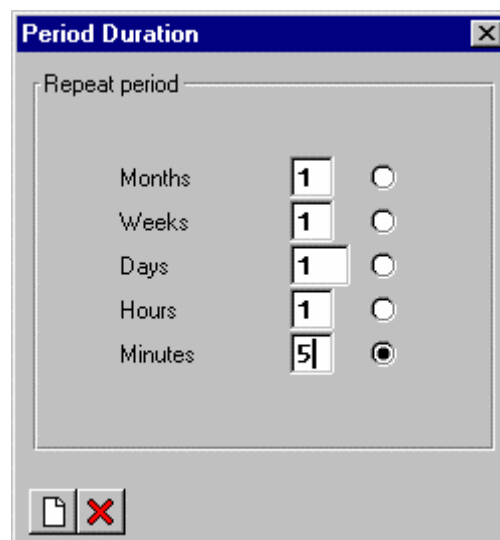 Period Duration
Repeat period
Months 1
Weeks 1
Days 1
Hours 1
Minutes 5